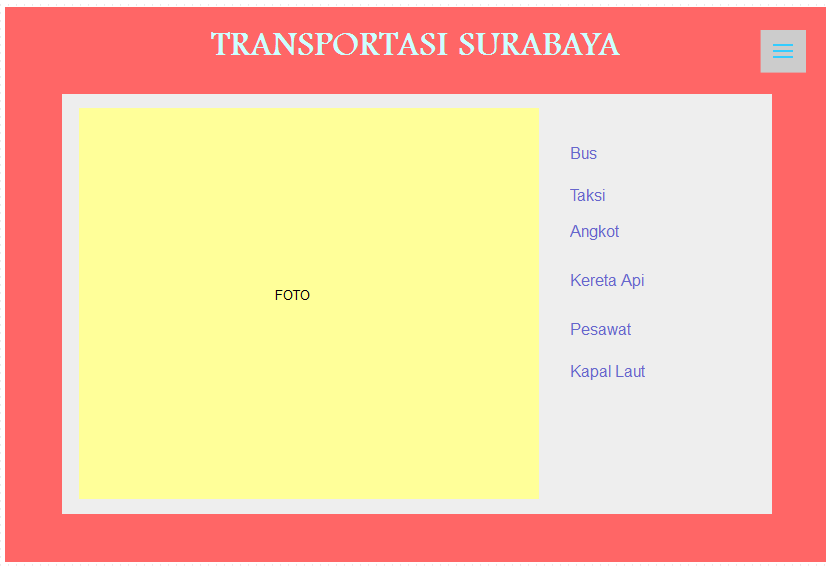 TRANSPORTASI SURABAYA
FOTO
Bus
Taksi
Angkot
Kereta Api
Pesawat
Kapal Laut